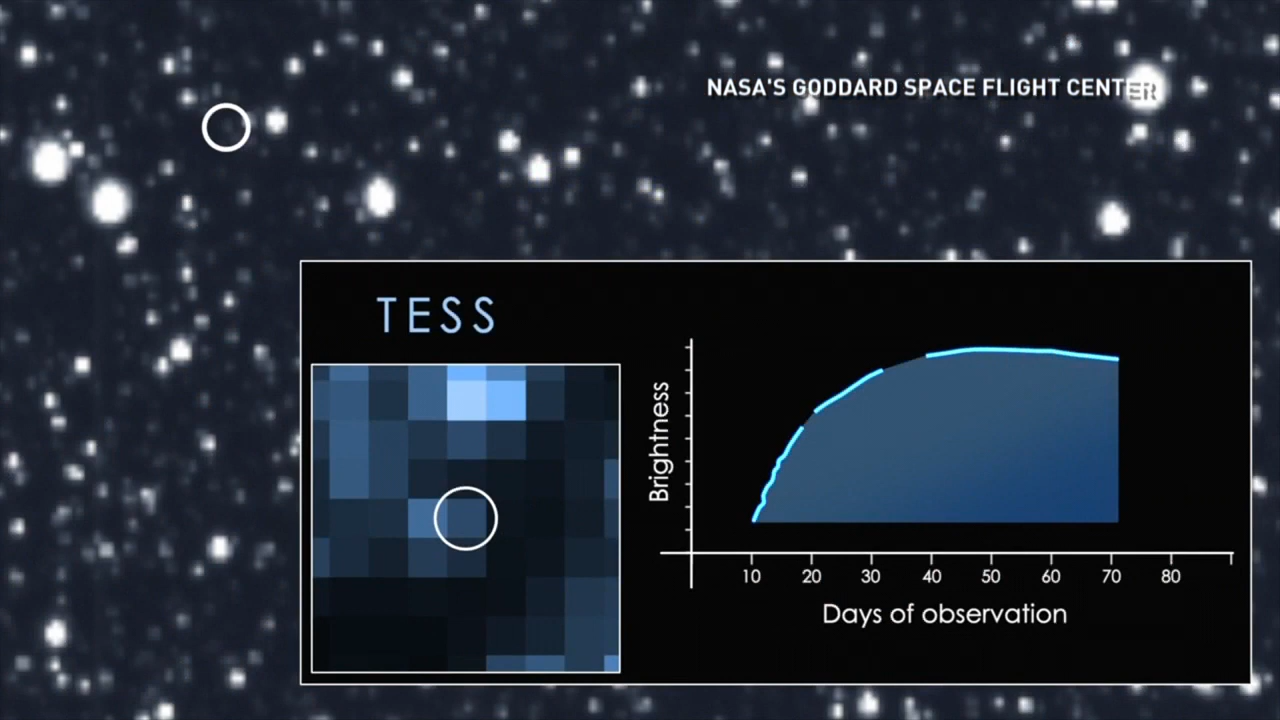 NASA'S GODDARD SPACE FLIGHT CENTER
TESS
Brightness
10 20 30 40 50 60 70 80
Days of observation